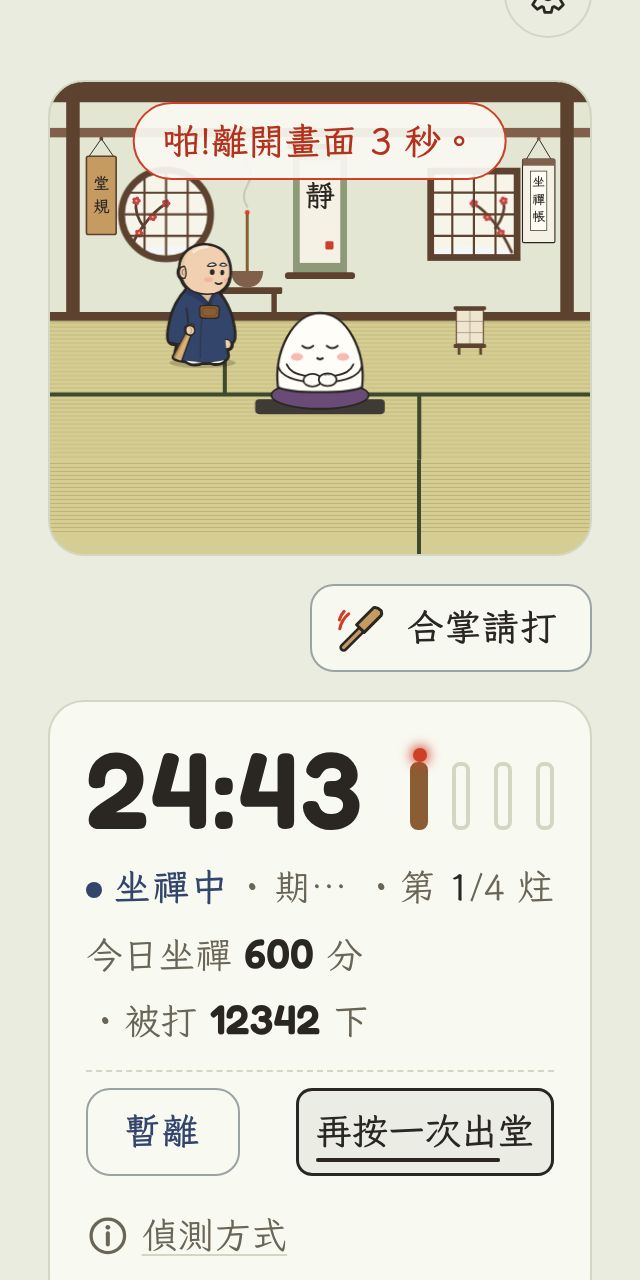 啪!離開畫面 3 秒。
堂規
靜
坐禪帳
合掌請打
24:43
坐禪中 · 期… · 第 1/4 炷
今日坐禪 600 分
· 被打 12342 下
暫離
再按一次出堂
偵測方式